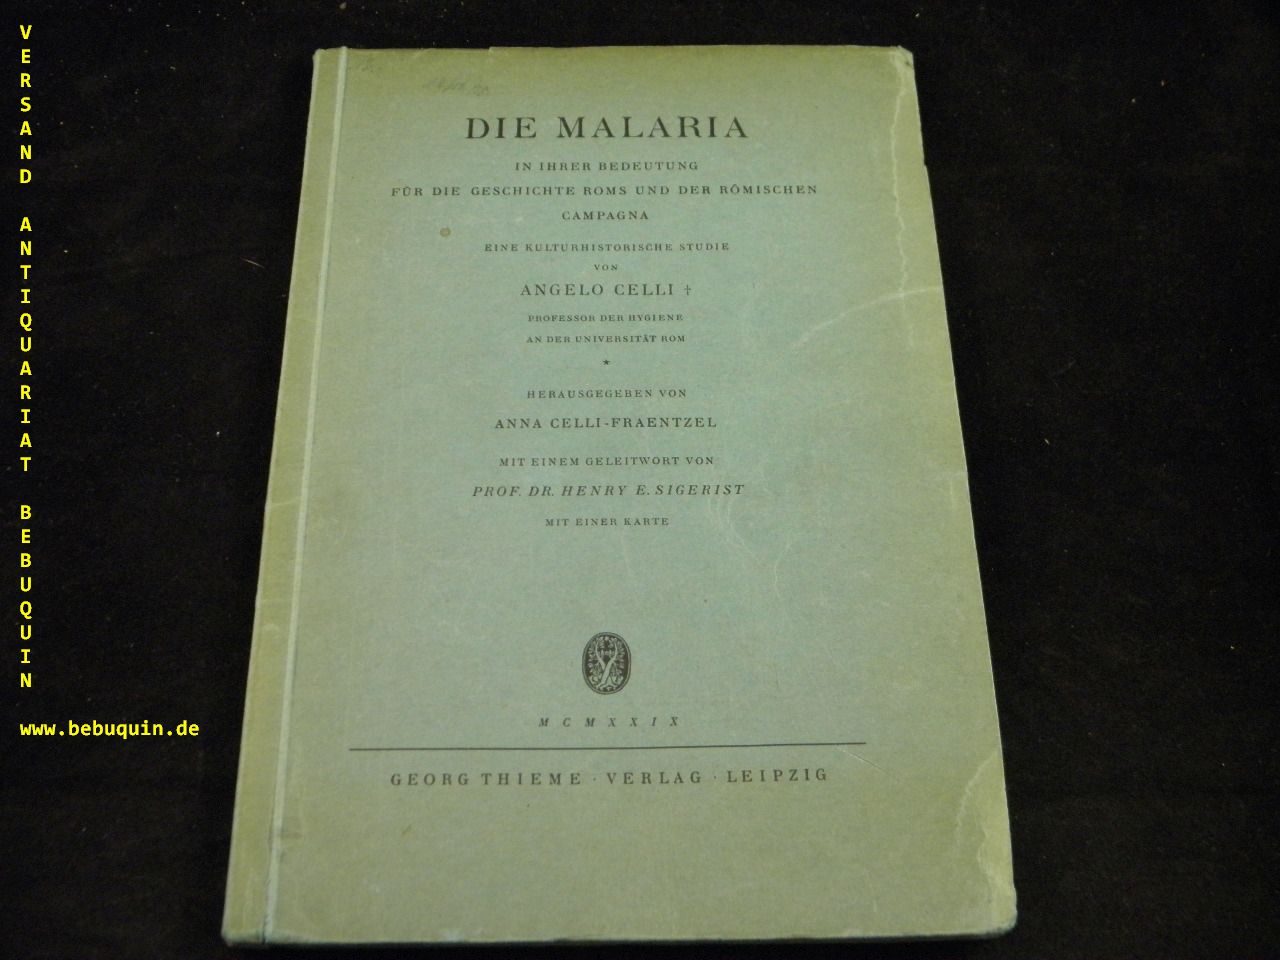 VERSAND ANTIQUARIAT BEBUQUIN
www.bebuquin.de
DIE MALARIA
IN IHRER BEDEUTUNG
FÜR DIE GESCHICHTE ROMS UND DER RÖMISCHEN
CAMPAGNA
EINE KULTURHISTORISCHE STUDIE
VON
ANGELO CELLI †
PROFESSOR DER HYGIENE
AN DER UNIVERSITÄT ROM
*
HERAUSGEGEBEN VON
ANNA CELLI-FRAENTZEL
MIT EINEM GELEITWORT VON
PROF. DR. HENRY E. SIGERIST
MIT EINER KARTE
MCMXXIX
GEORG THIEME · VERLAG · LEIPZIG